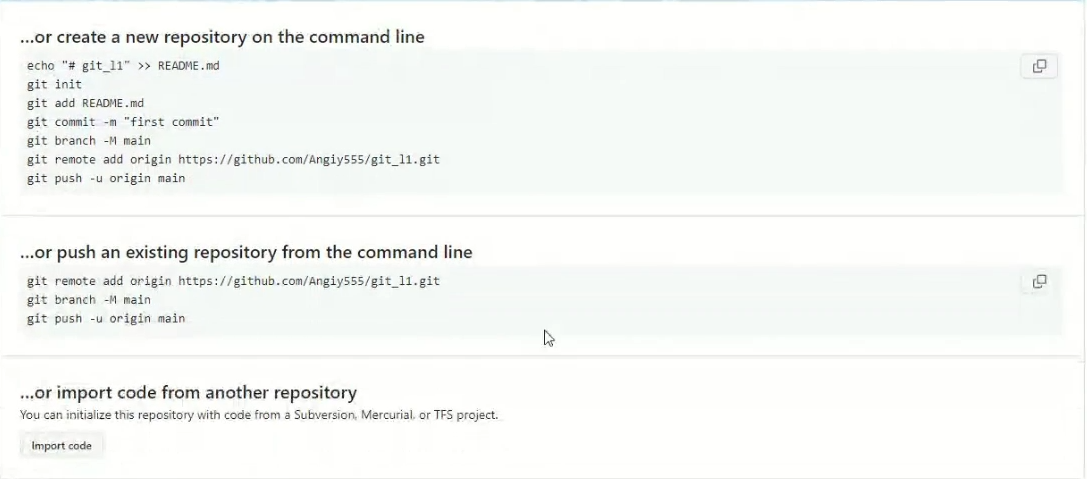 ...or create a new repository on the command line
echo "# git_l1" >> README.md
git init
git add README.md
git commit -m "first commit"
git branch -M main
git remote add origin https://github.com/Angiy555/git_l1.git
git push -u origin main
...or push an existing repository from the command line
git remote add origin https://github.com/Angiy555/git_l1.git
git branch -M main
git push -u origin main
...or import code from another repository
You can initialize this repository with code from a Subversion, Mercurial, or TFS project.
Import code